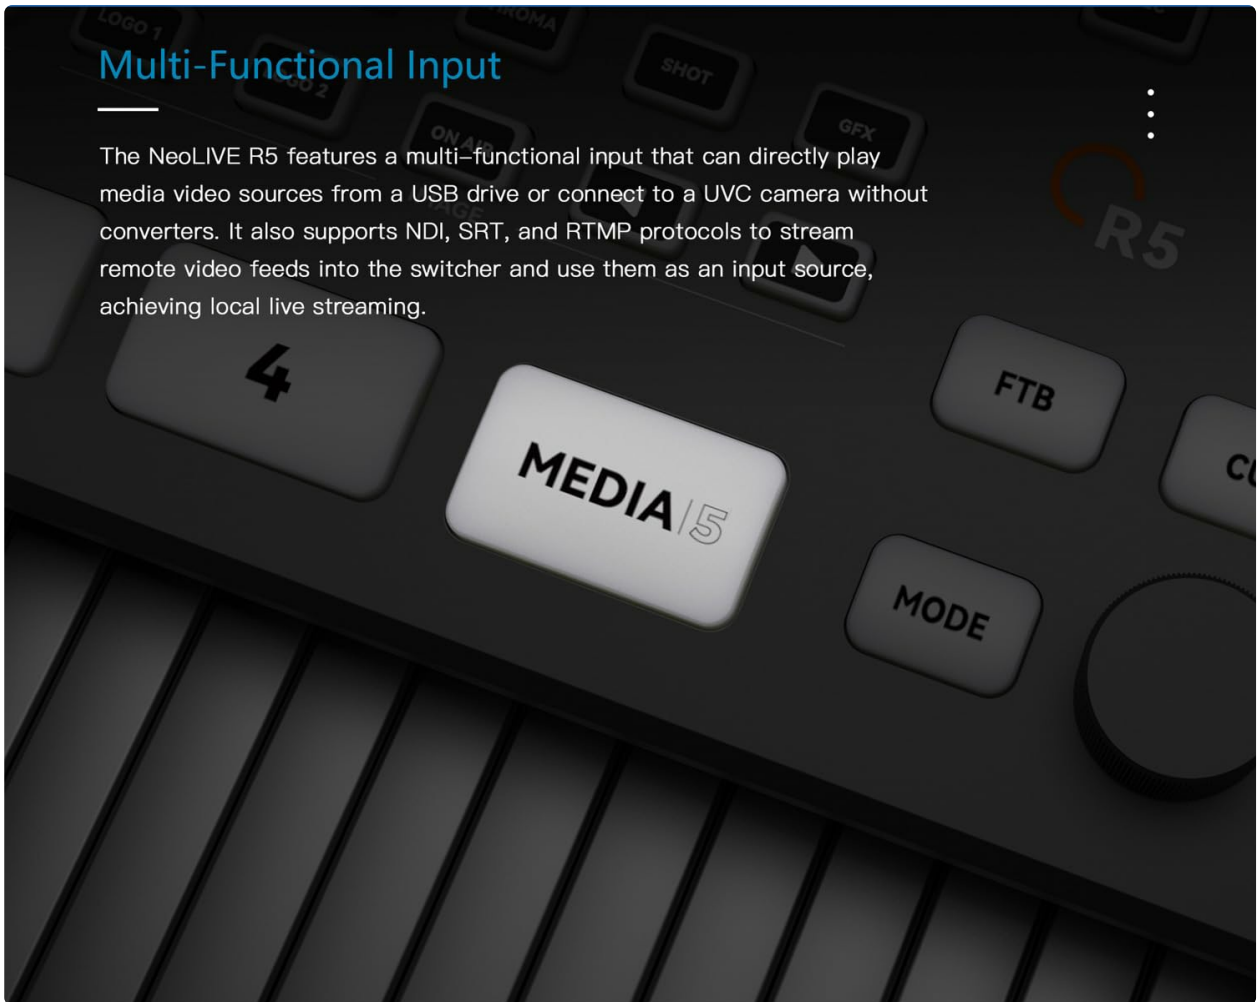 LOGO 1
CHROMA
Multi-Functional Input
LOGO 2
SHOT
ON AIR
GFX
The NeoLIVE R5 features a multi-functional input that can directly play
media video sources from a USB drive or connect to a UVC camera without
converters. It also supports NDI, SRT, and RTMP protocols to stream
remote video feeds into the switcher and use them as an input source,
achieving local live streaming.
R5
4
FTB
MEDIA|5
MODE